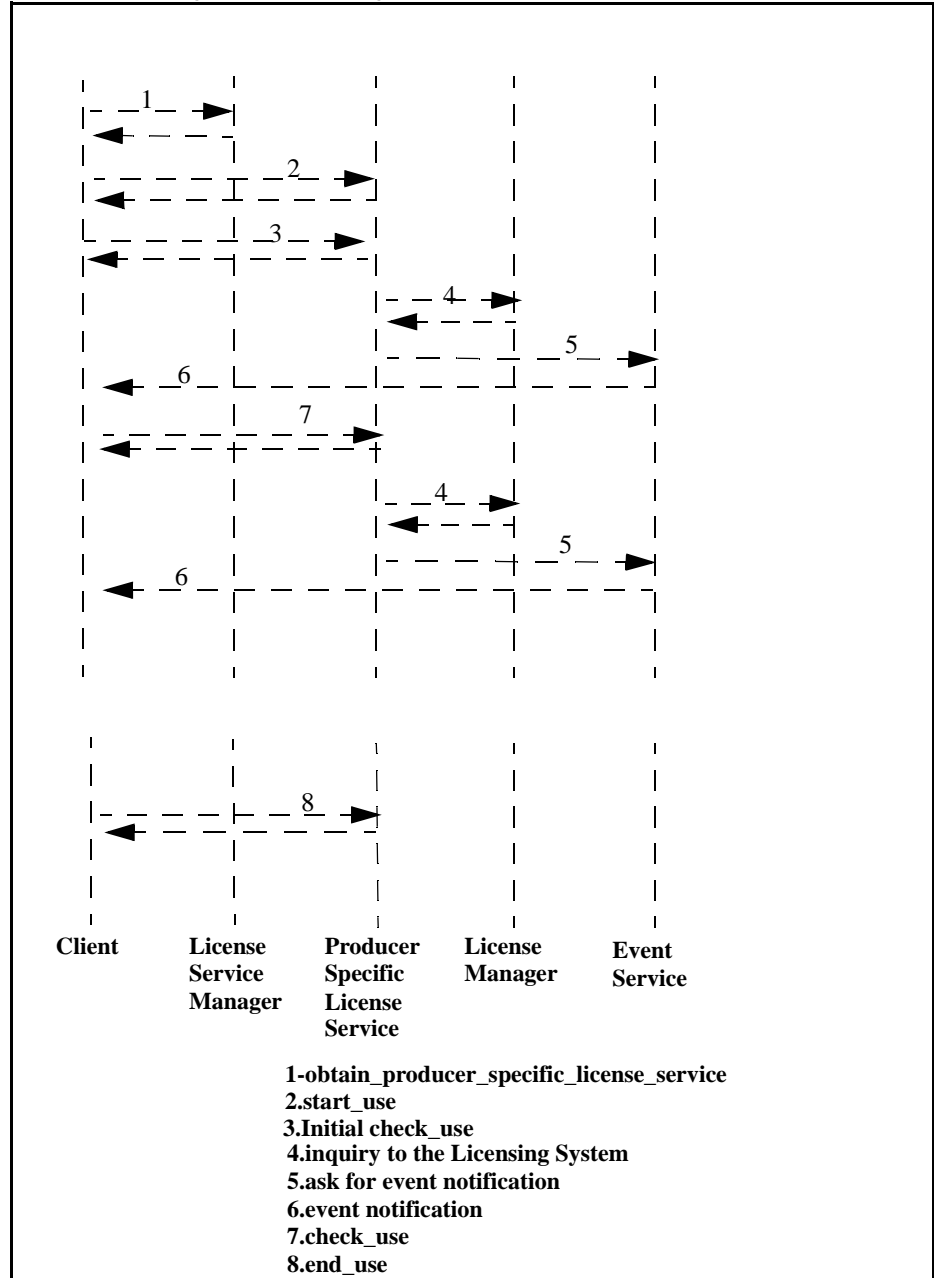 1
2
3
4
5
6
7
4
5
6
8
Client
License
Service
Manager
Producer
Specific
License
Service
License
Manager
Event
Service
1-obtain_producer_specific_license_service
2.start_use
3.Initial check_use
4.inquiry to the Licensing System
5.ask for event notification
6.event notification
7.check_use
8.end_use